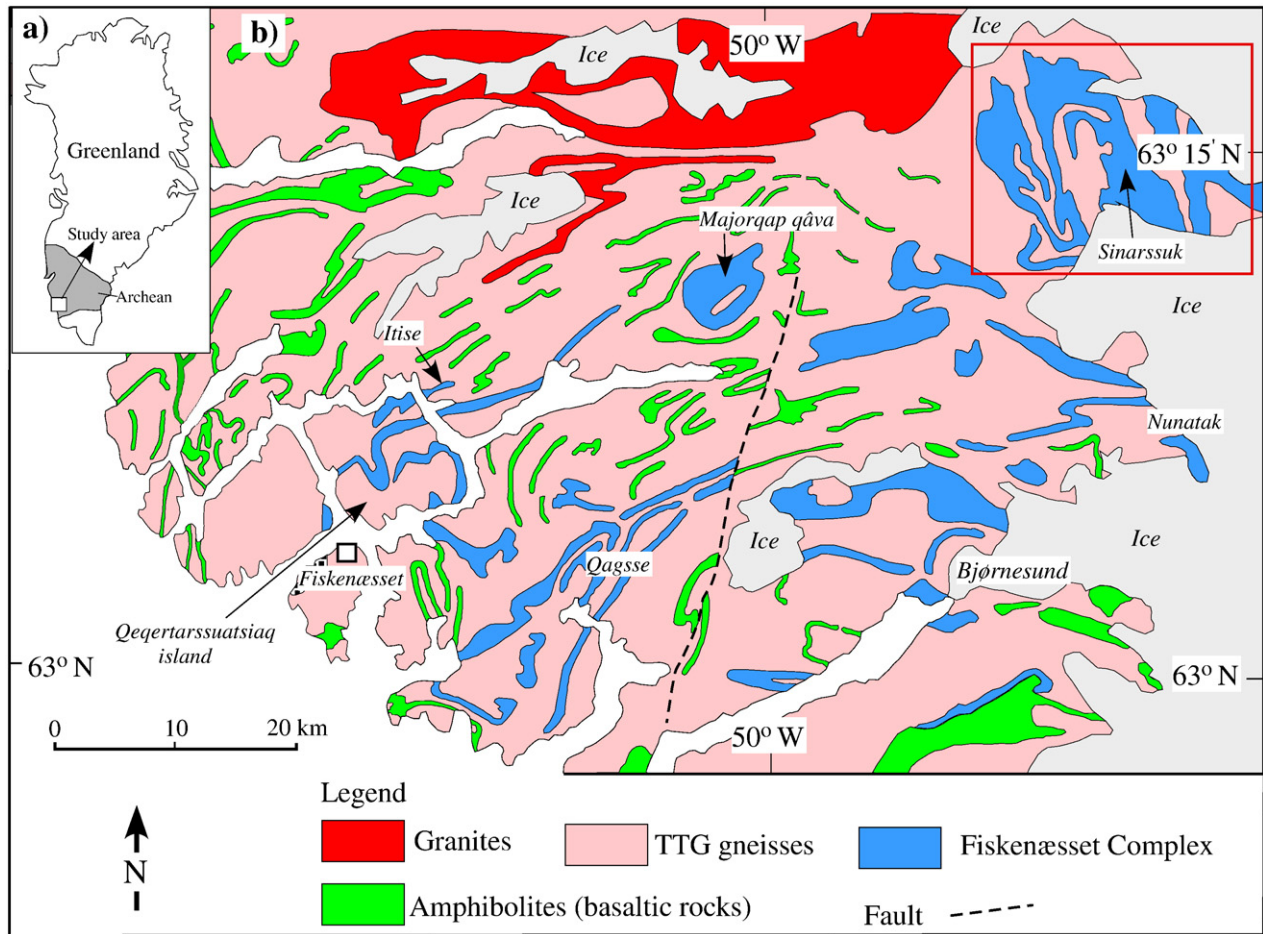 a)
Greenland
Study area
Archean
b)
50° W
Ice
Ice
63° 15' N
Ice
Majorqap qâva
Sinarssuk
Ice
Itise
Nunatak
Ice
Ice
Qagsse
Bjørnesund
Fiskenæsset
Qeqertarssuatsiaq
island
63° N
63° N
0 10 20 km
50° W
Legend
Granites
TTG gneisses
Fiskenæsset Complex
N
Amphibolites (basaltic rocks)
Fault